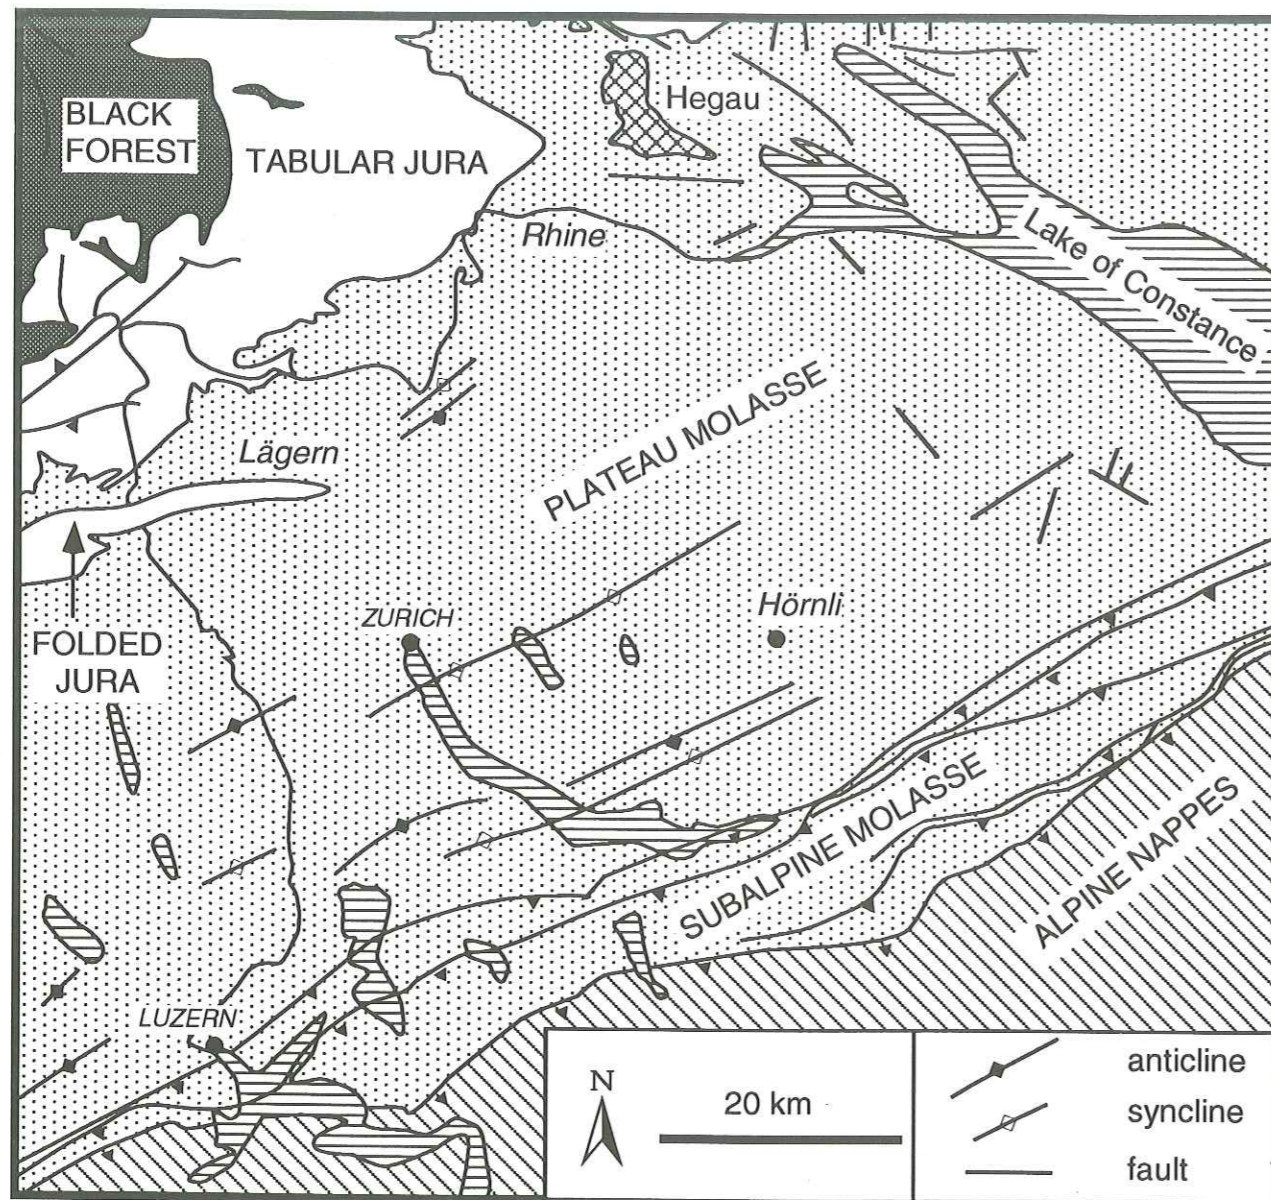 BLACK
FOREST
TABULAR JURA
Hegau
Rhine
Lake of Constance
PLATEAU MOLASSE
Lägern
ZURICH
Hörnli
FOLDED
JURA
SUBALPINE MOLASSE
ALPINE NAPPES
LUZERN
N
20 km
anticline
syncline
fault